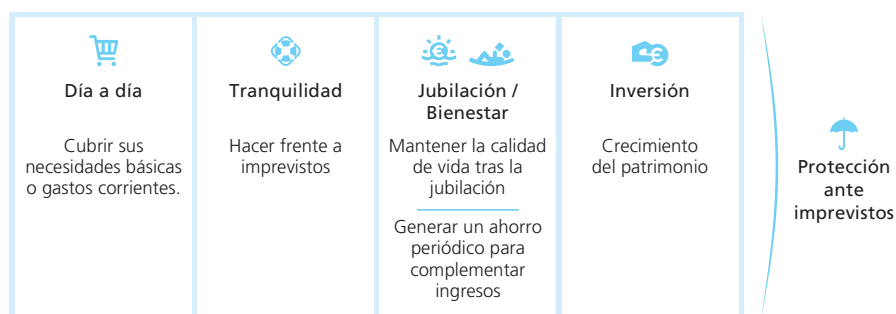 Día a día
Cubrir sus
necesidades básicas
o gastos corrientes.
Tranquilidad
Hacer frente a
imprevistos
Jubilación /
Bienestar
Mantener la calidad
de vida tras la
jubilación
Generar un ahorro
periódico para
complementar
ingresos
Inversión
Crecimiento
del patrimonio
Protección
ante
imprevistos